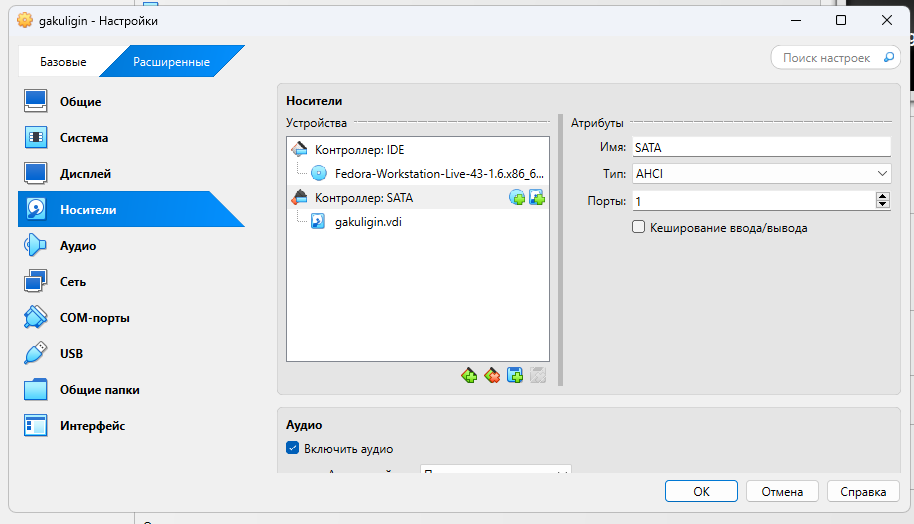 gakuligin - Настройки
Базовые
Расширенные
Поиск настроек
Общие
Система
Дисплей
Носители
Аудио
Сеть
COM-порты
USB
Общие папки
Интерфейс
Носители
Устройства
Контроллер: IDE
Fedora-Workstation-Live-43-1.6.x86_6...
Контроллер: SATA
gakuligin.vdi
Атрибуты
Имя: SATA
Тип: AHCI
Порты: 1
Кеширование ввода/вывода
Аудио
Включить аудио
OK
Отмена
Справка